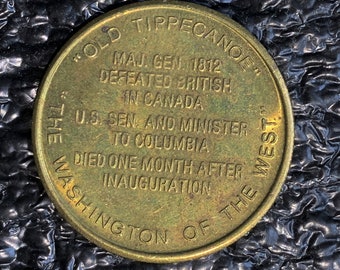 "OLD TIPPECANOE"
MAJ. GEN. 1812
DEFEATED BRITISH
IN CANADA
U.S. SEN. AND MINISTER
TO COLUMBIA
DIED ONE MONTH AFTER
INAUGURATION
"THE WASHINGTON OF THE WEST"